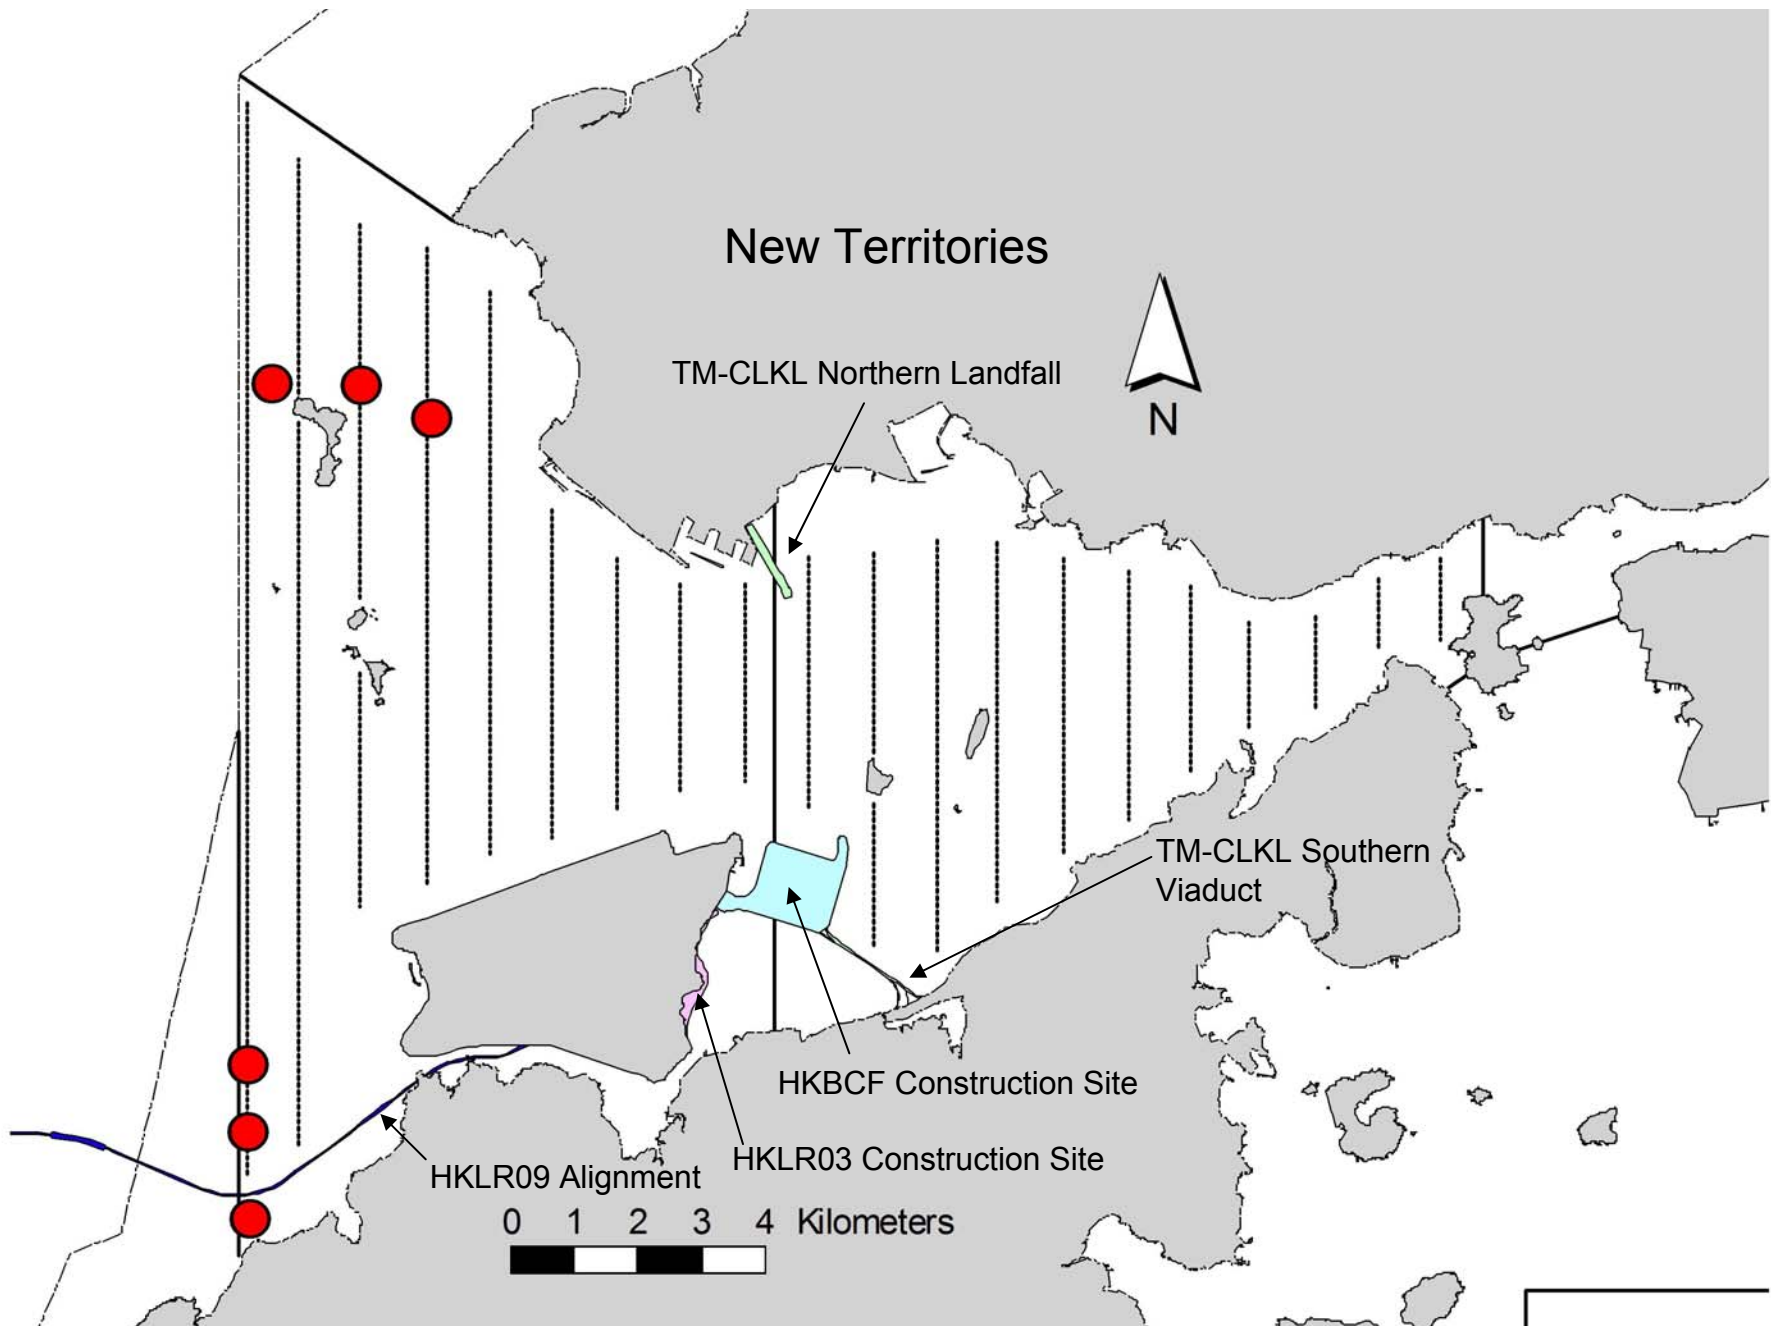 New Territories
TM-CLKL Northern Landfall
N
TM-CLKL Southern
Viaduct
HKBCF Construction Site
HKLR03 Construction Site
HKLR09 Alignment
0 1 2 3 4 Kilometers